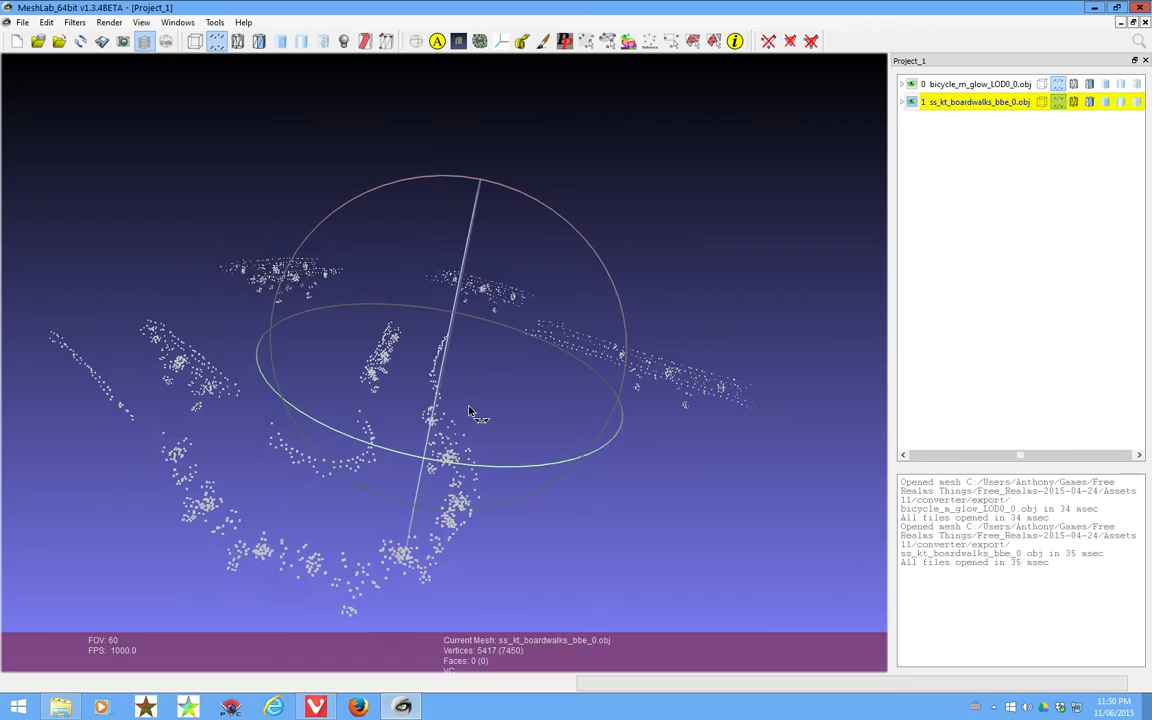 MeshLab_64bit v1.3.4BETA - [Project_1]
File Edit Filters Render View Windows Tools Help
Project_1
0 bicycle_m_glow_LOD0_0.obj
1 ss_kt_boardwalks_bbe_0.obj
Opened mesh C:/Users/Anthony/Games/Free
Realms Things/Free_Realms-2015-04-24/Assets
11/converter/export/
bicycle_m_glow_LOD0_0.obj in 34 msec
All files opened in 34 msec
Opened mesh C:/Users/Anthony/Games/Free
Realms Things/Free_Realms-2015-04-24/Assets
11/converter/export/
ss_kt_boardwalks_bbe_0.obj in 35 msec
All files opened in 35 msec
FOV: 60
FPS: 1000.0
Current Mesh: ss_kt_boardwalks_bbe_0.obj
Vertices: 5417 (7450)
Faces: 0 (0)
VC
11:50 PM
11/06/2015